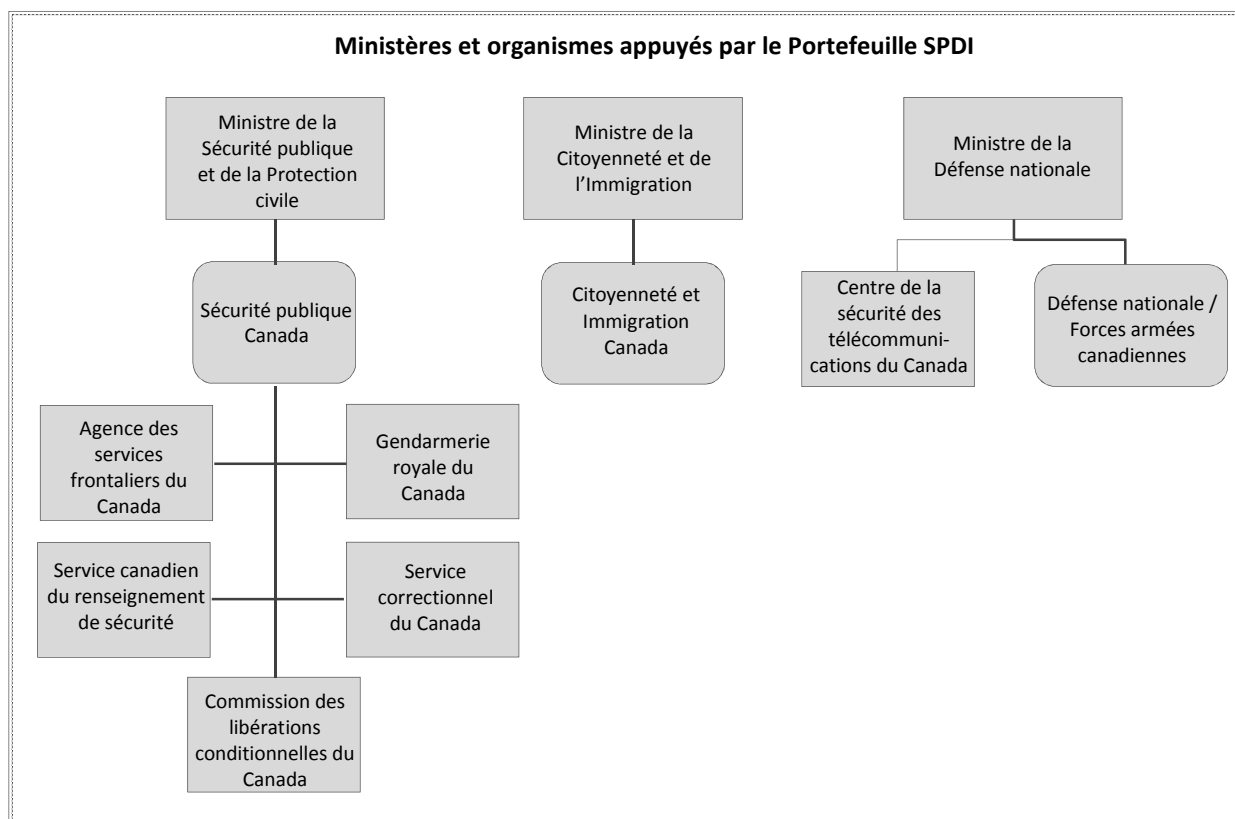 Ministères et organismes appuyés par le Portefeuille SPDI
Ministre de la
Sécurité publique
et de la Protection
civile
Ministre de la
Citoyenneté et de
l’Immigration
Ministre de la
Défense nationale
Sécurité publique
Canada
Citoyenneté et
Immigration
Canada
Centre de la
sécurité des
télécommuni-
cations du Canada
Défense nationale /
Forces armées
canadiennes
Agence des
services
frontaliers du
Canada
Gendarmerie
royale du
Canada
Service canadien
du renseignement
de sécurité
Service
correctionnel
du Canada
Commission des
libérations
conditionnelles du
Canada